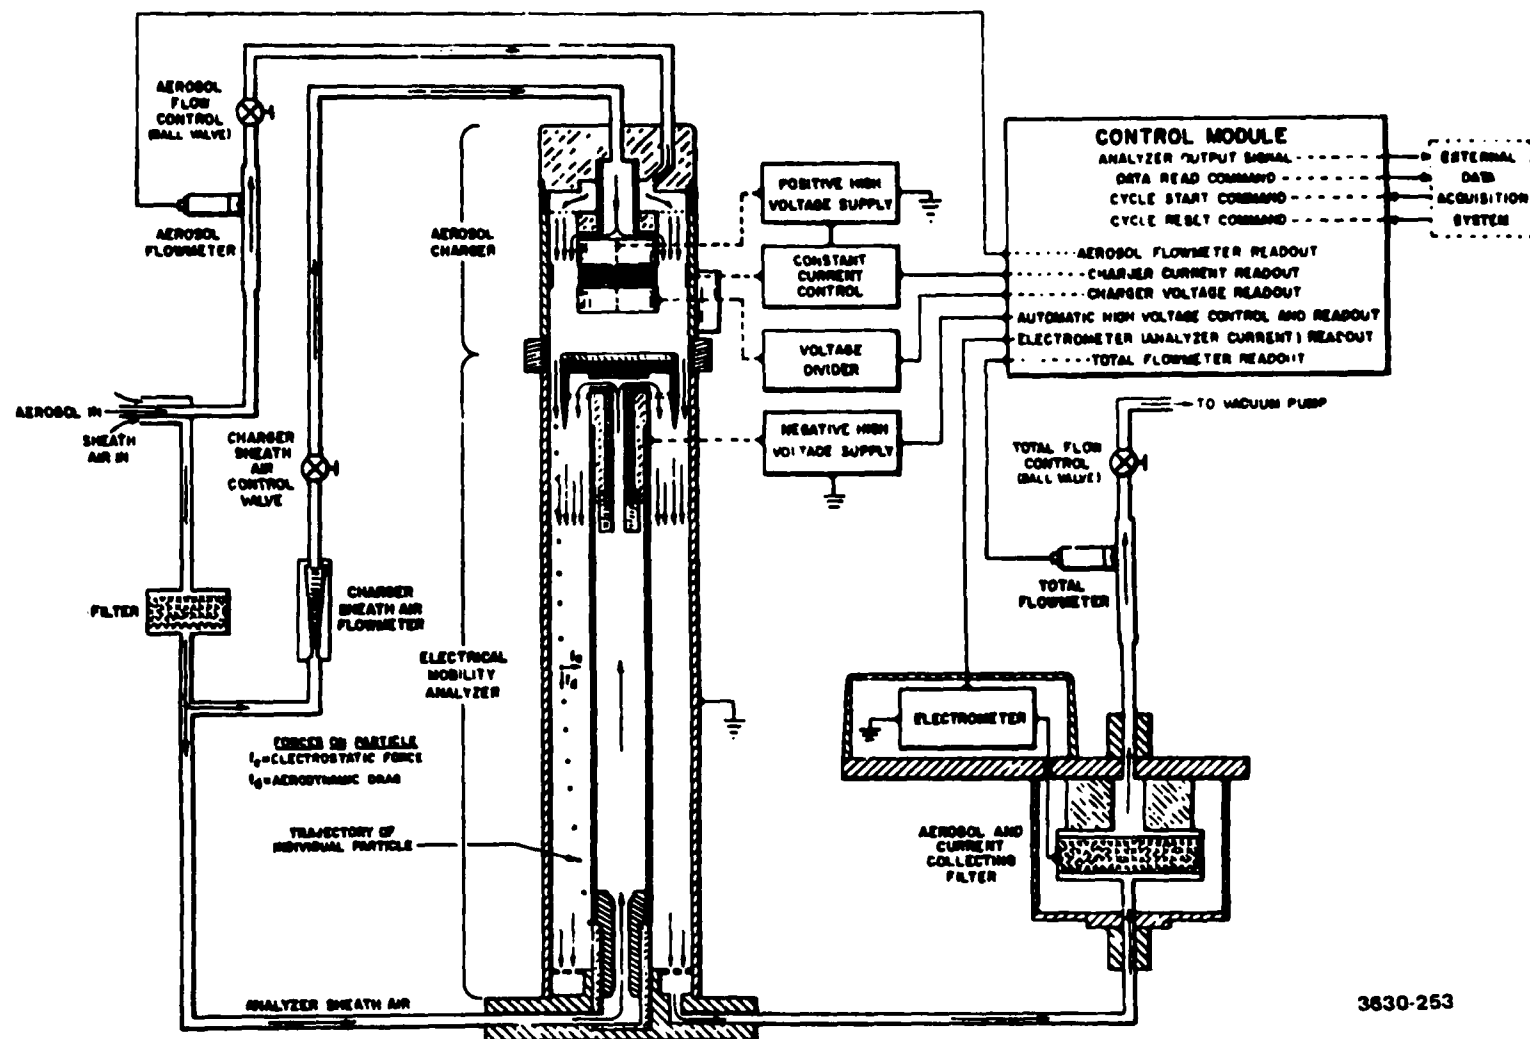 AEROSOL
FLOW
CONTROL
(BALL VALVE)
AEROSOL
FLOWMETER
AEROSOL IN
SHEATH
AIR IN
CHARGER
SHEATH
AIR
CONTROL
VALVE
FILTER
CHARGER
SHEATH AIR
FLOWMETER
FORCES ON PARTICLE
=ELECTROSTATIC FORCE
=AERODYNAMIC DRAG
TRAJECTORY OF
INDIVIDUAL PARTICLE
ANALYZER SHEATH AIR
AEROSOL
CHARGER
ELECTRICAL
MOBILITY
ANALYZER
POSITIVE HIGH
VOLTAGE SUPPLY
CONSTANT
CURRENT
CONTROL
VOLTAGE
DIVIDER
NEGATIVE HIGH
VOLTAGE SUPPLY
CONTROL MODULE
ANALYZER OUTPUT SIGNAL
DATA READ COMMAND
CYCLE START COMMAND
CYCLE RESET COMMAND
AEROSOL FLOWMETER READOUT
CHARGER CURRENT READOUT
CHARGER VOLTAGE READOUT
AUTOMATIC HIGH VOLTAGE CONTROL AND READOUT
ELECTROMETER (ANALYZER CURRENT) READOUT
TOTAL FLOWMETER READOUT
EXTERNAL
DATA
ACQUISITION
SYSTEM
TO VACUUM PUMP
TOTAL FLOW
CONTROL
(BALL VALVE)
TOTAL
FLOWMETER
ELECTROMETER
AEROSOL AND
CURRENT
COLLECTING
FILTER
3630-253